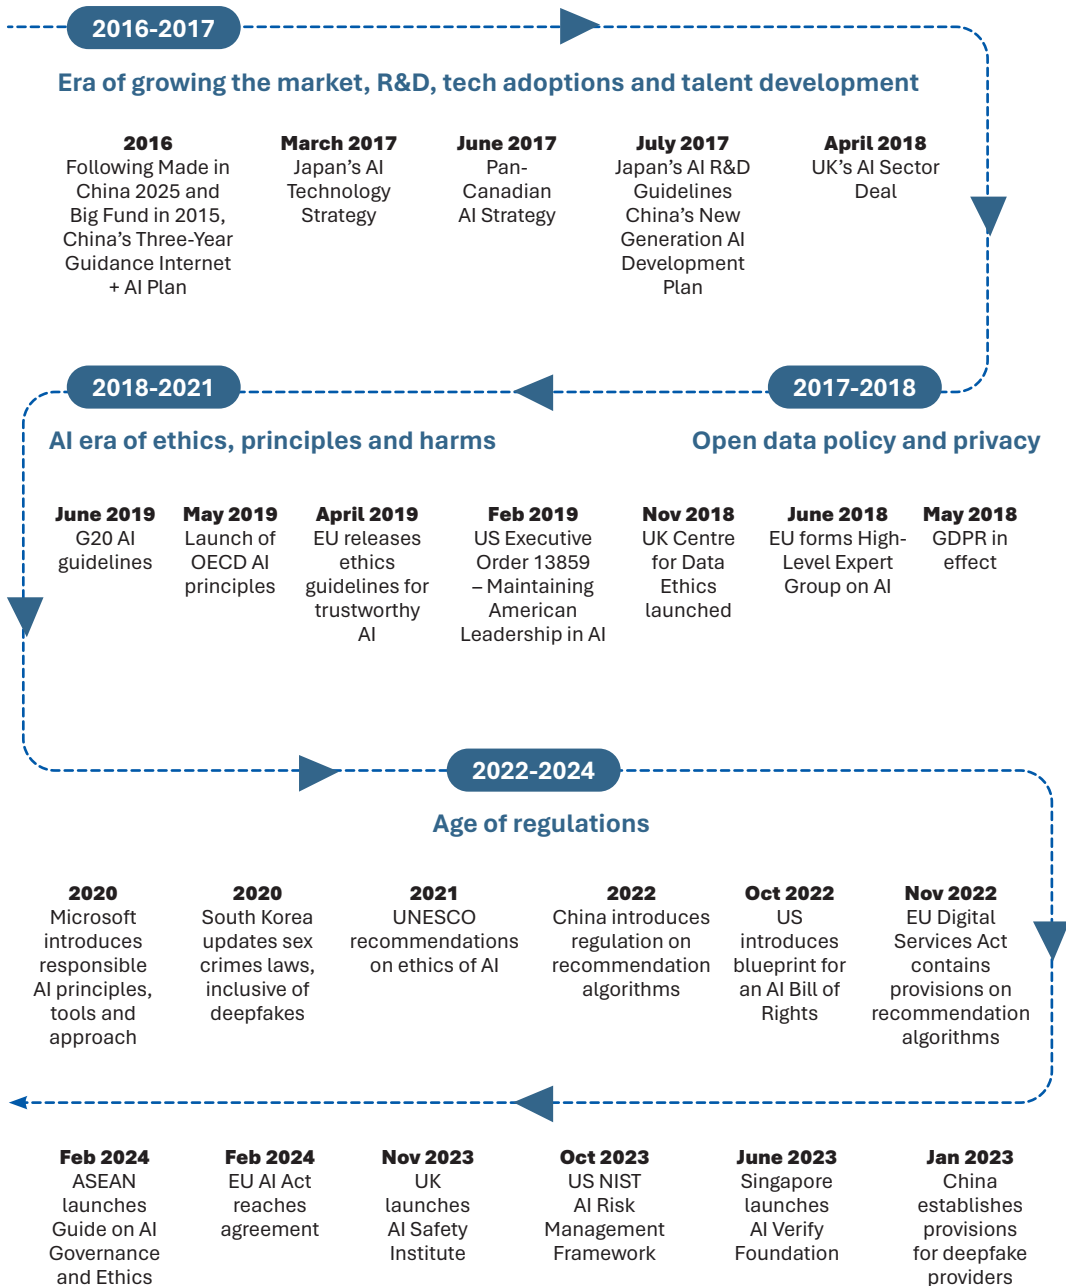 2016-2017
Era of growing the market, R&D, tech adoptions and talent development
2016
Following Made in
China 2025 and
Big Fund in 2015,
China's Three-Year
Guidance Internet
+ AI Plan
March 2017
Japan's AI
Technology
Strategy
June 2017
Pan-
Canadian
AI Strategy
July 2017
Japan's AI R&D
Guidelines
China's New
Generation AI
Development
Plan
April 2018
UK's AI Sector
Deal
2017-2018
Open data policy and privacy
2018-2021
AI era of ethics, principles and harms
May 2018
GDPR in
effect
June 2018
EU forms High-
Level Expert
Group on AI
Nov 2018
UK Centre
for Data
Ethics
launched
Feb 2019
US Executive
Order 13859
– Maintaining
American
Leadership in AI
April 2019
EU releases
ethics
guidelines for
trustworthy
AI
May 2019
Launch of
OECD AI
principles
June 2019
G20 AI
guidelines
2022-2024
Age of regulations
2020
Microsoft
introduces
responsible
AI principles,
tools and
approach
2020
South Korea
updates sex
crimes laws,
inclusive of
deepfakes
2021
UNESCO
recommendations
on ethics of AI
2022
China introduces
regulation on
recommendation
algorithms
Oct 2022
US
introduces
blueprint for
an AI Bill of
Rights
Nov 2022
EU Digital
Services Act
contains
provisions on
recommendation
algorithms
Jan 2023
China
establishes
provisions
for deepfake
providers
June 2023
Singapore
launches
AI Verify
Foundation
Oct 2023
US NIST
AI Risk
Management
Framework
Nov 2023
UK
launches
AI Safety
Institute
Feb 2024
EU AI Act
reaches
agreement
Feb 2024
ASEAN
launches
Guide on AI
Governance
and Ethics